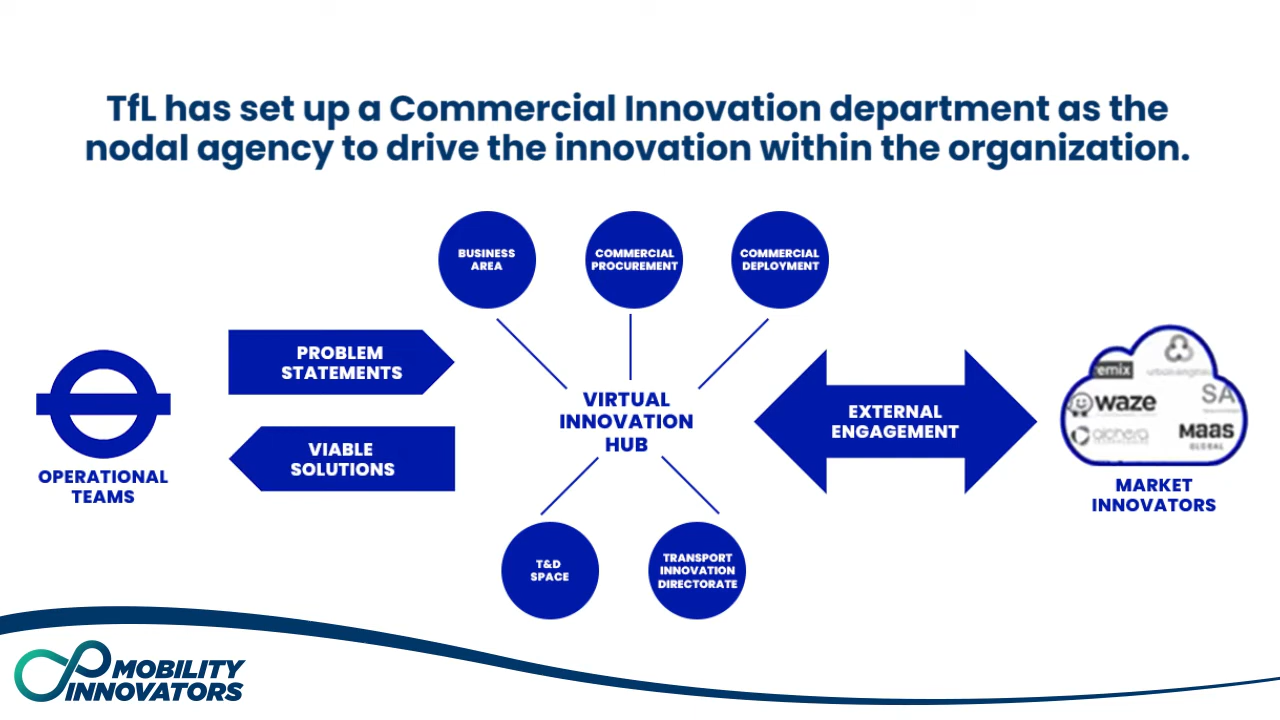 TfL has set up a Commercial Innovation department as the
nodal agency to drive the innovation within the organization.
BUSINESS
AREA
COMMERCIAL
PROCUREMENT
COMMERCIAL
DEPLOYMENT
PROBLEM
STATEMENTS
VIABLE
SOLUTIONS
OPERATIONAL
TEAMS
VIRTUAL
INNOVATION
HUB
EXTERNAL
ENGAGEMENT
emix
SA
waze
MaaS
GLOBAL
MARKET
INNOVATORS
T&D
SPACE
TRANSPORT
INNOVATION
DIRECTORATE
MOBILITY
INNOVATORS